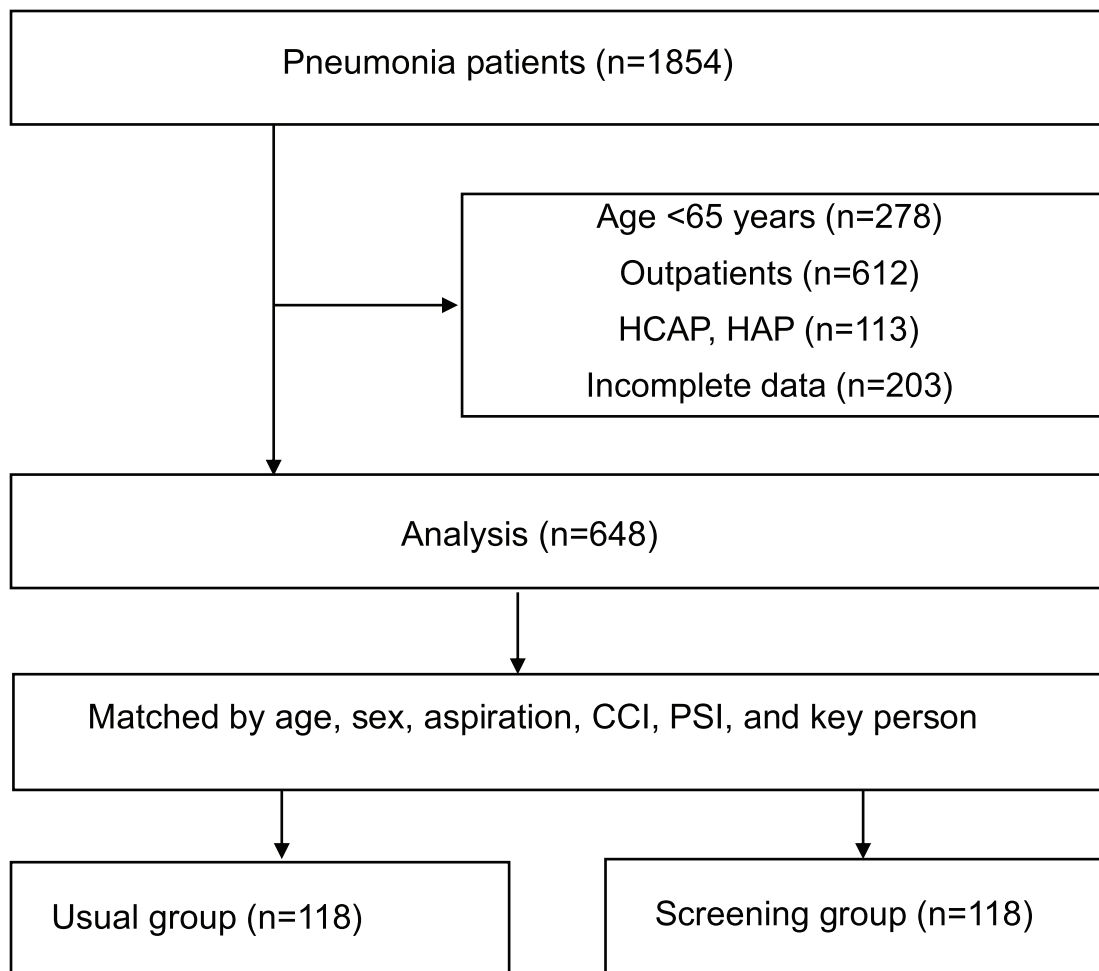 Pneumonia patients (n=1854)
Age <65 years (n=278)
Outpatients (n=612)
HCAP, HAP (n=113)
Incomplete data (n=203)
Analysis (n=648)
Matched by age, sex, aspiration, CCI, PSI, and key person
Usual group (n=118)
Screening group (n=118)